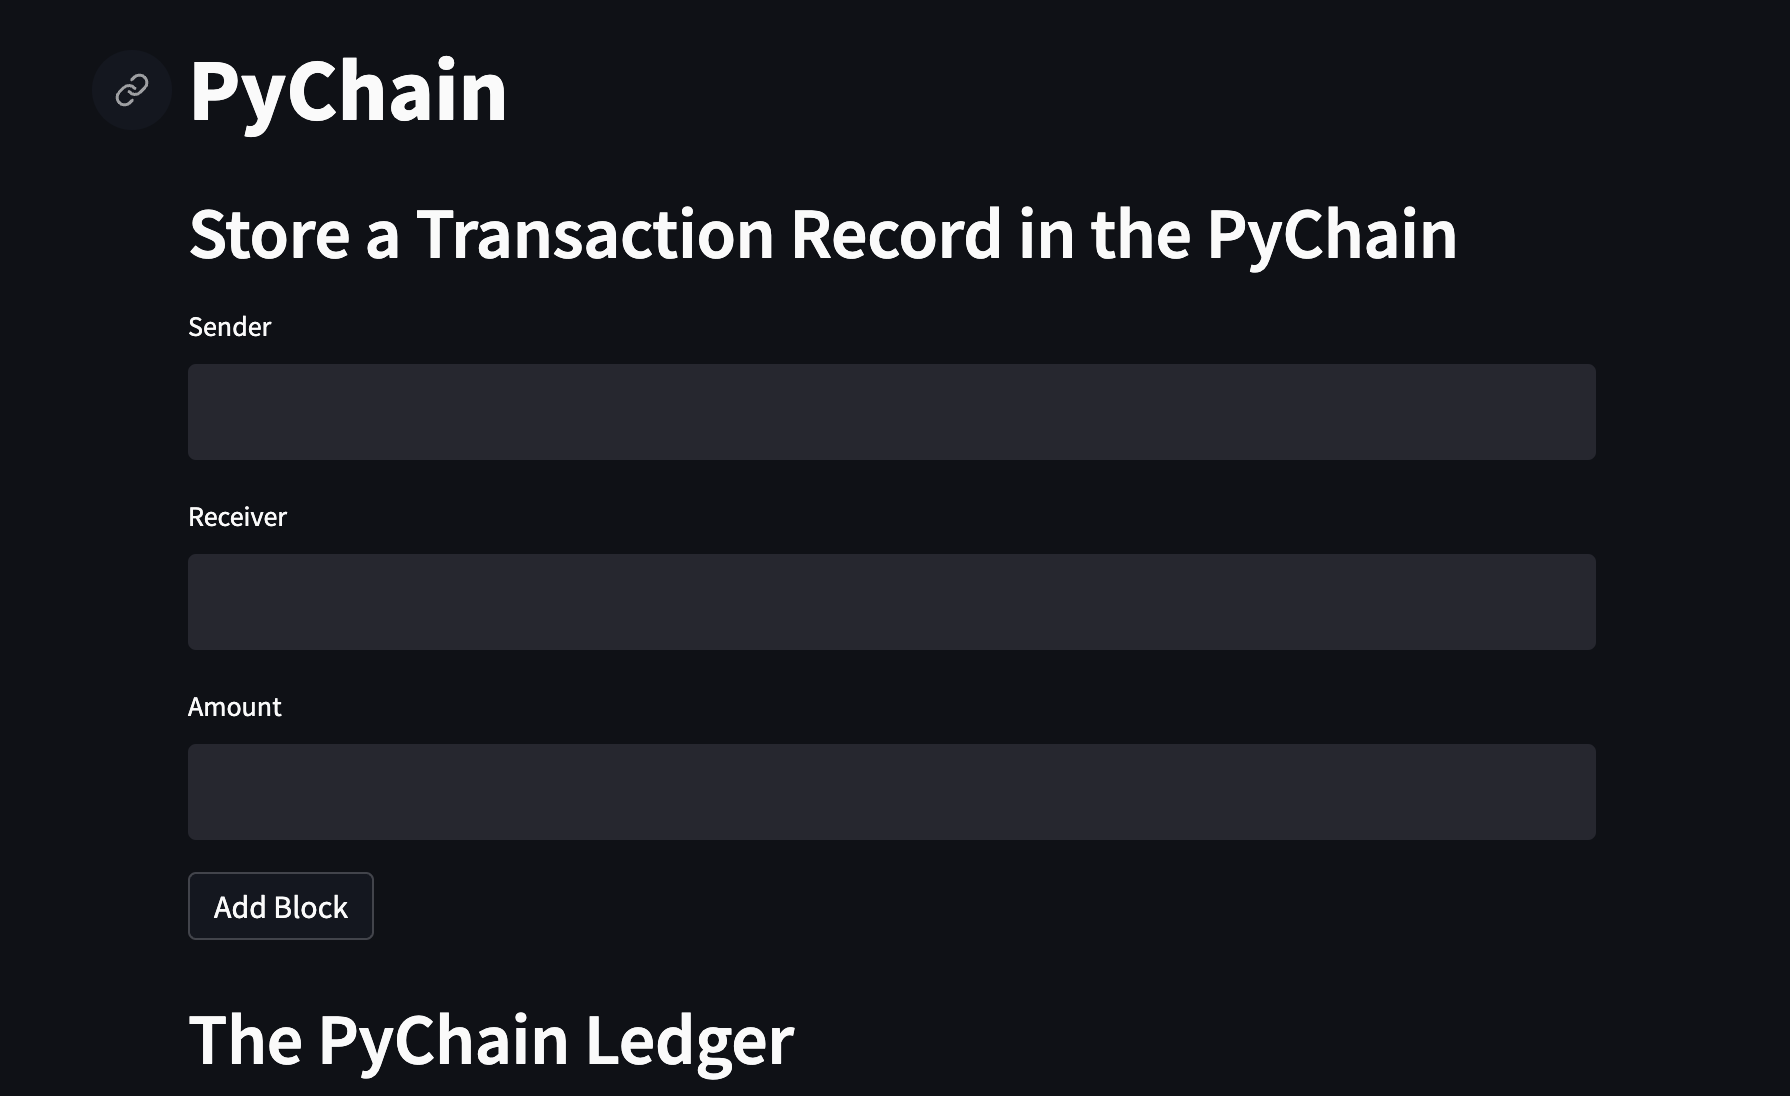 PyChain
Store a Transaction Record in the PyChain
Sender
Receiver
Amount
Add Block
The PyChain Ledger